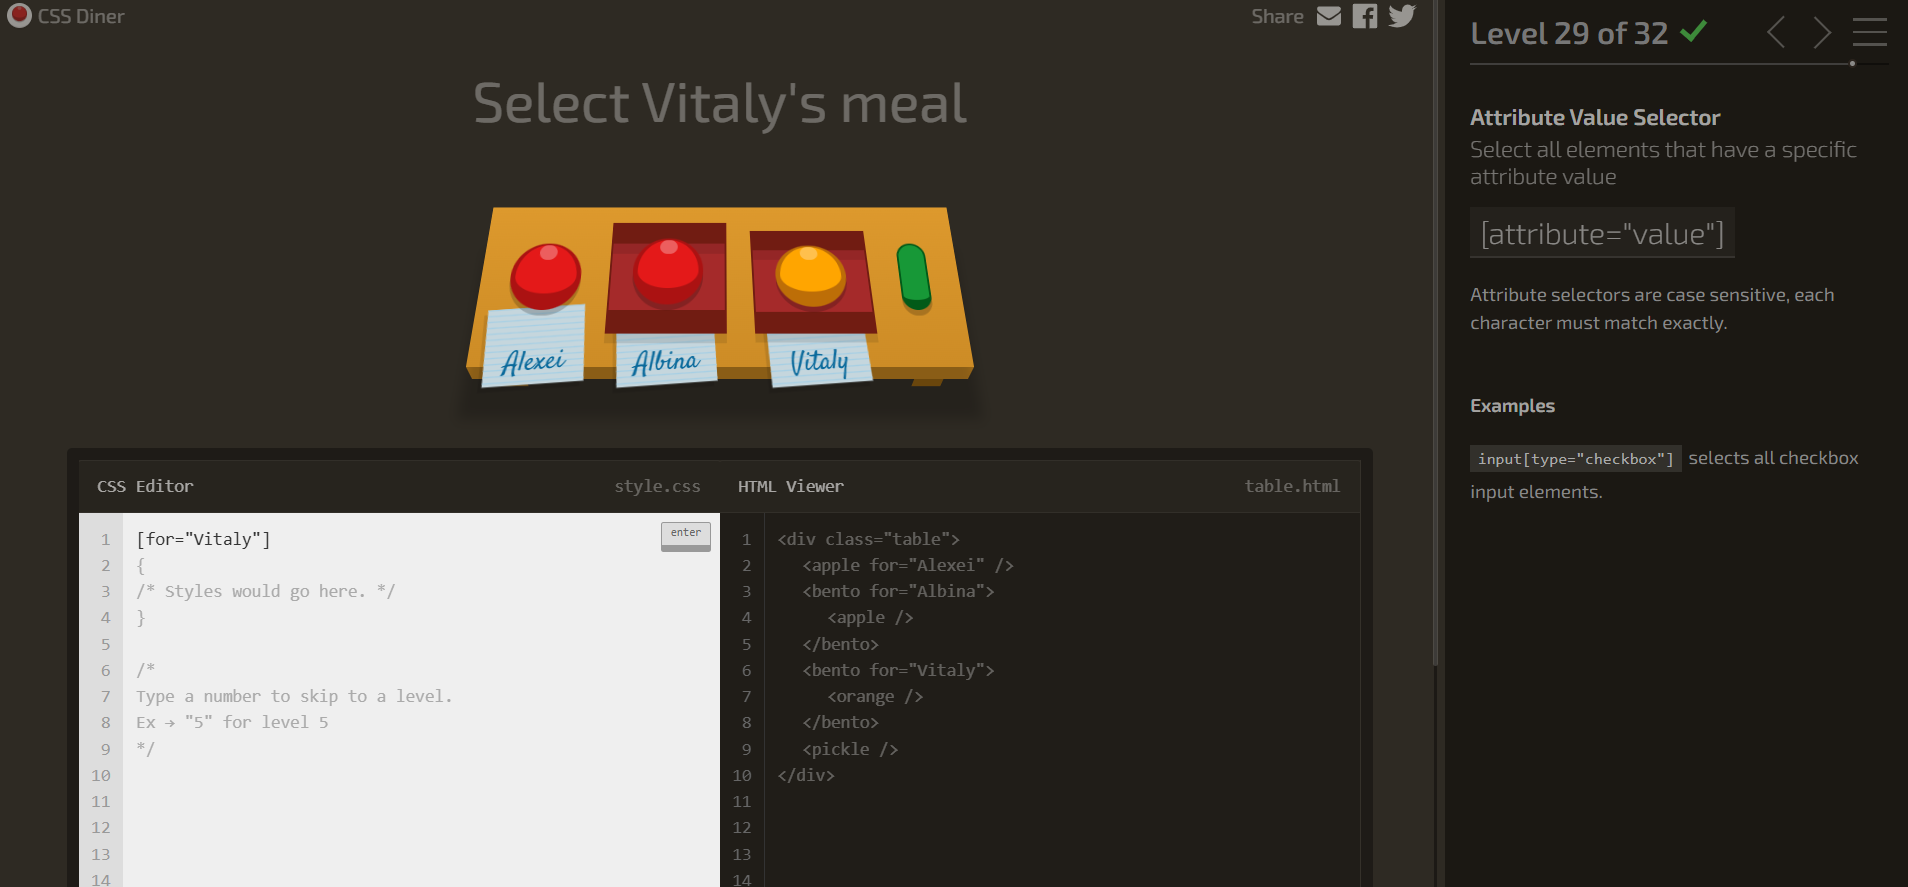 CSS Diner
Share
Select Vitaly's meal
Alexei
Albina
Vitaly
CSS Editor
style.css
1 [for="Vitaly"]
enter
2 {
3 /* Styles would go here. */
4 }
5
6 /*
7 Type a number to skip to a level.
8 Ex → "5" for level 5
9 */
10
11
12
13
14
HTML Viewer
table.html
1 <div class="table">
2 <apple for="Alexei" />
3 <bento for="Albina">
4 <apple />
5 </bento>
6 <bento for="Vitaly">
7 <orange />
8 </bento>
9 <pickle />
10 </div>
11
12
13
14
Level 29 of 32
Attribute Value Selector
Select all elements that have a specific
attribute value
[attribute="value"]
Attribute selectors are case sensitive, each
character must match exactly.
Examples
input[type="checkbox"] selects all checkbox
input elements.